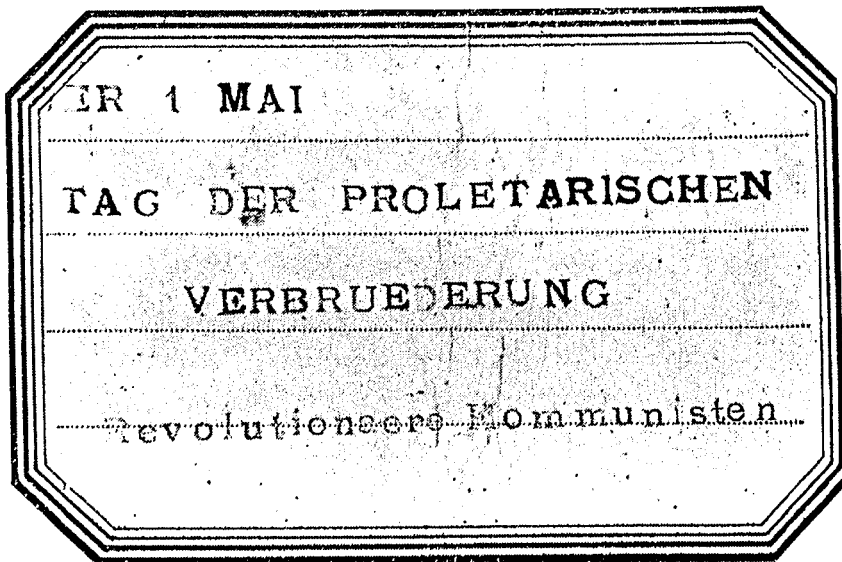 ER 1 MAI
TAG DER PROLETARISCHEN
VERBRUEDERUNG
Revolutionaere Kommunisten